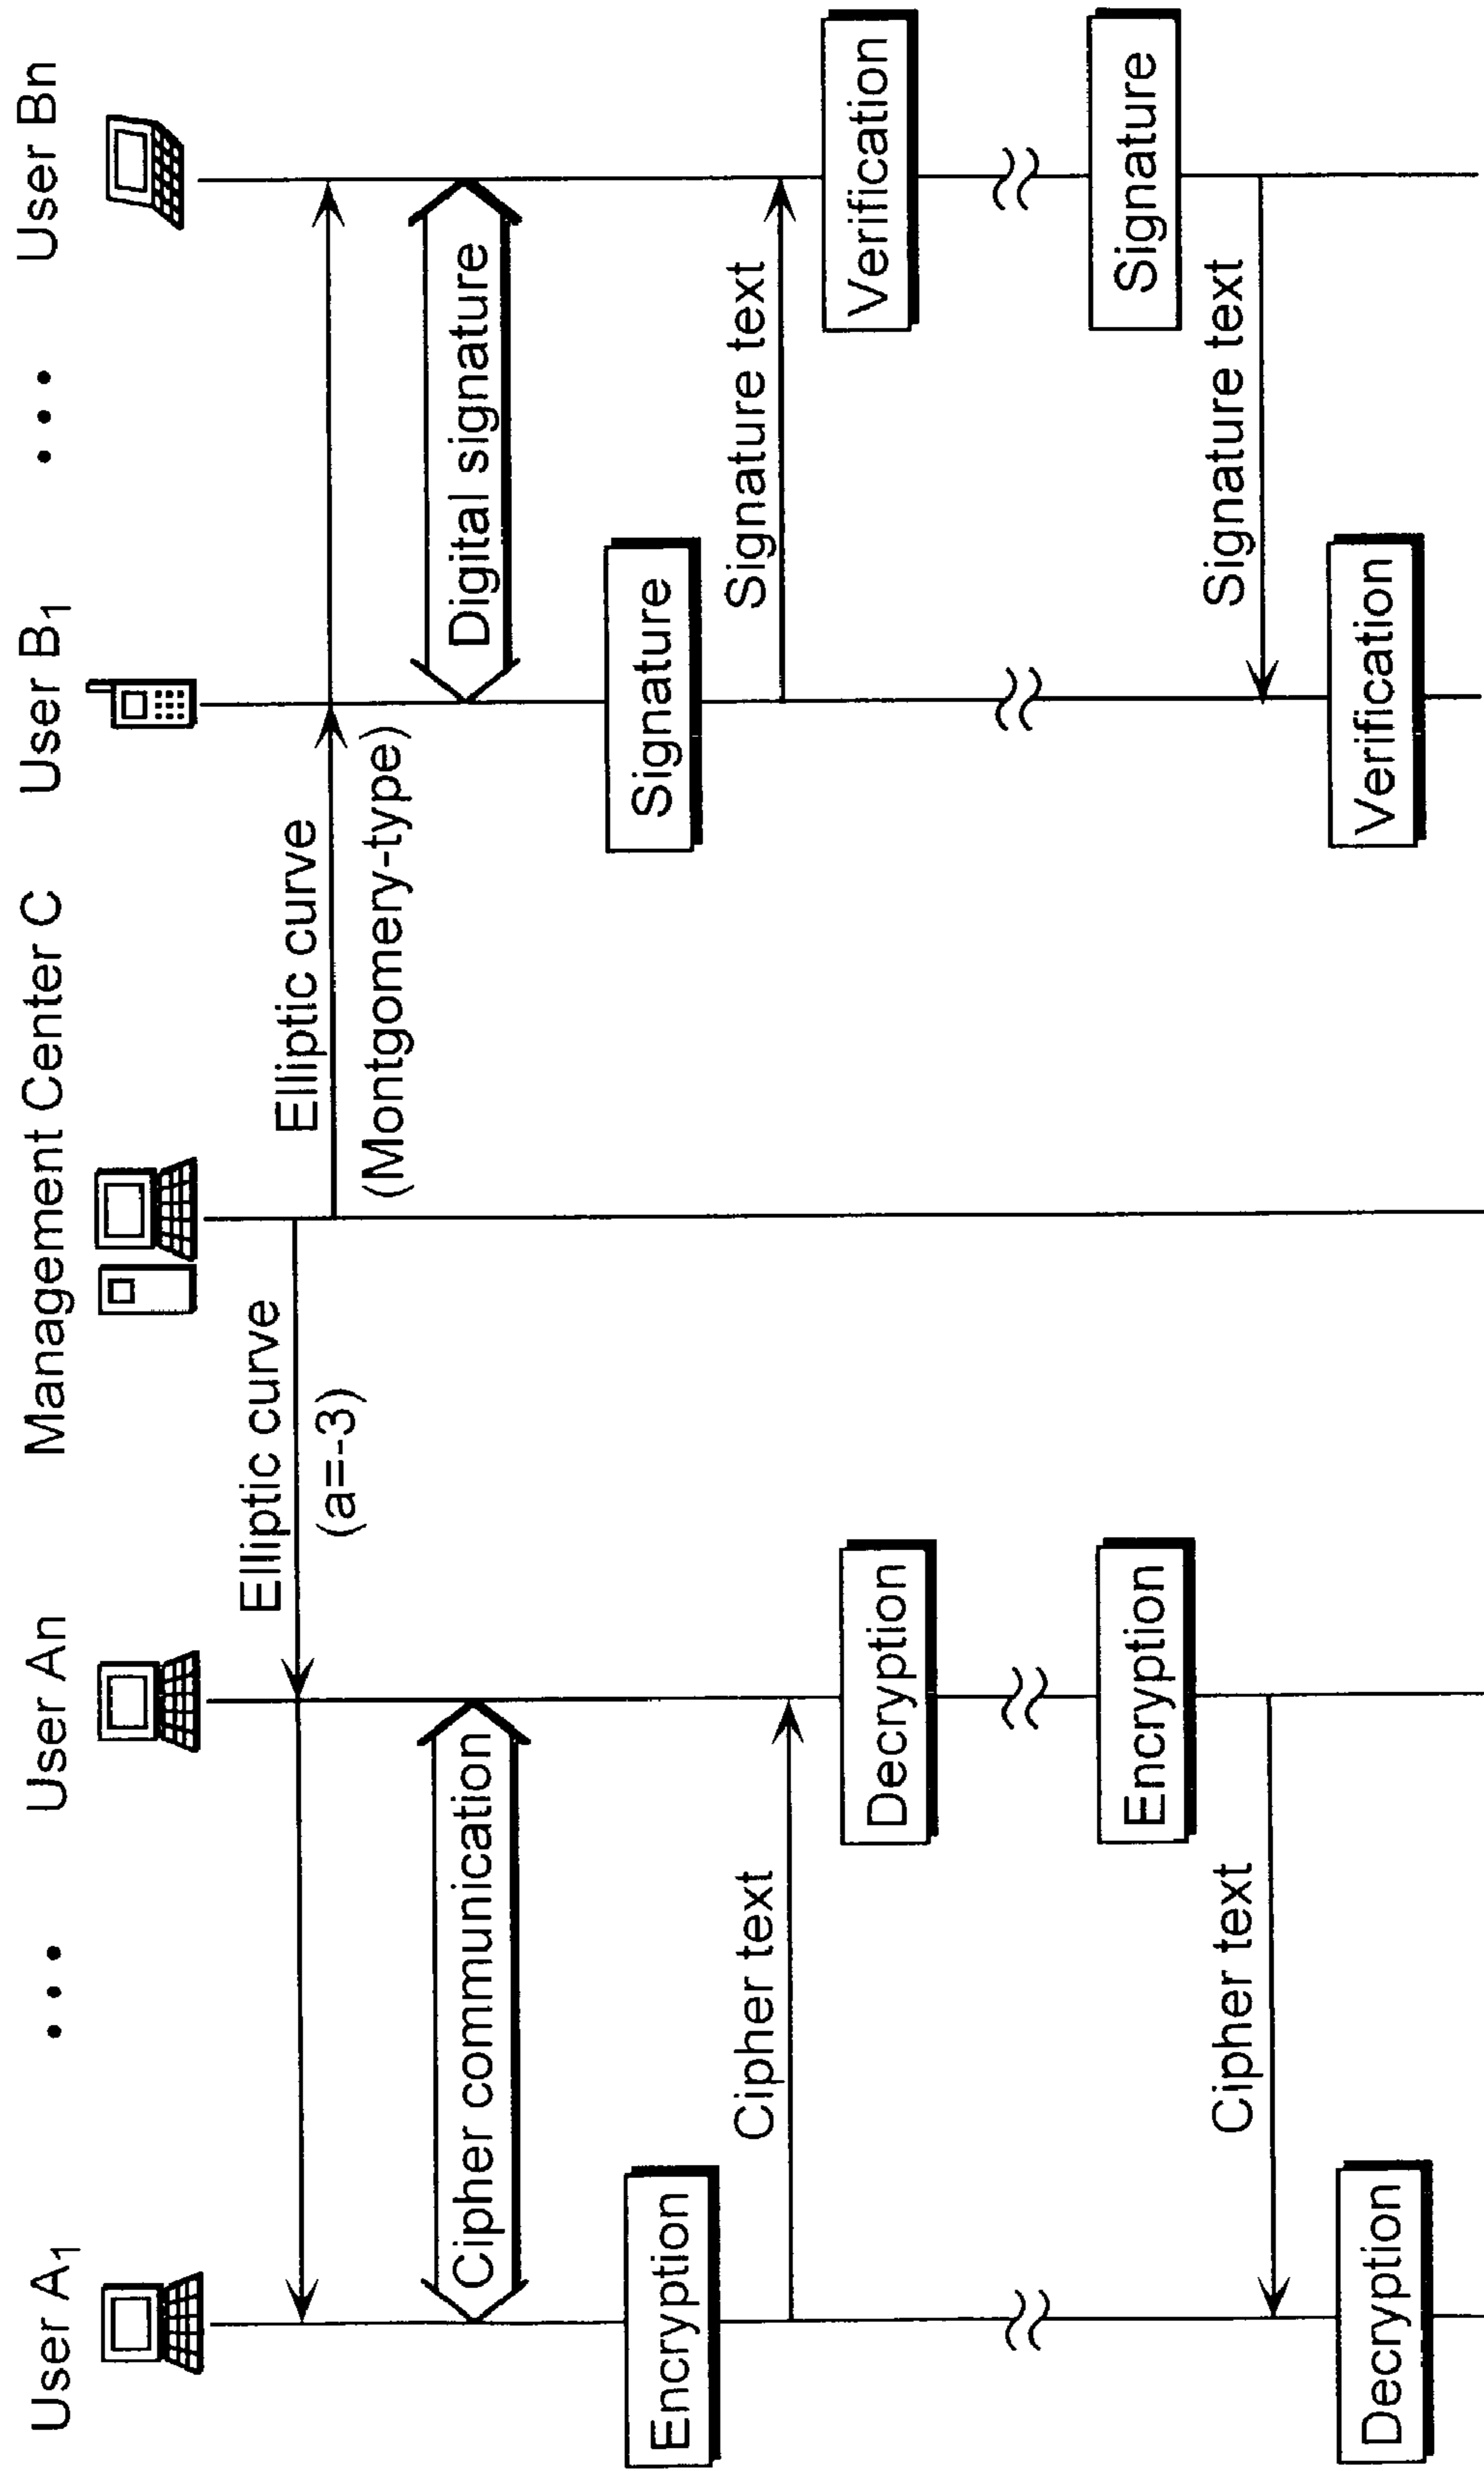 User A1
• • •
User An
Management Center C
User B1
• • •
User Bn
Elliptic curve
(a=-3)
Elliptic curve
(Montgomery-type)
Cipher communication
Digital signature
Encryption
Signature
Cipher text
Signature text
Decryption
Verification
Encryption
Signature
Cipher text
Signature text
Decryption
Verification